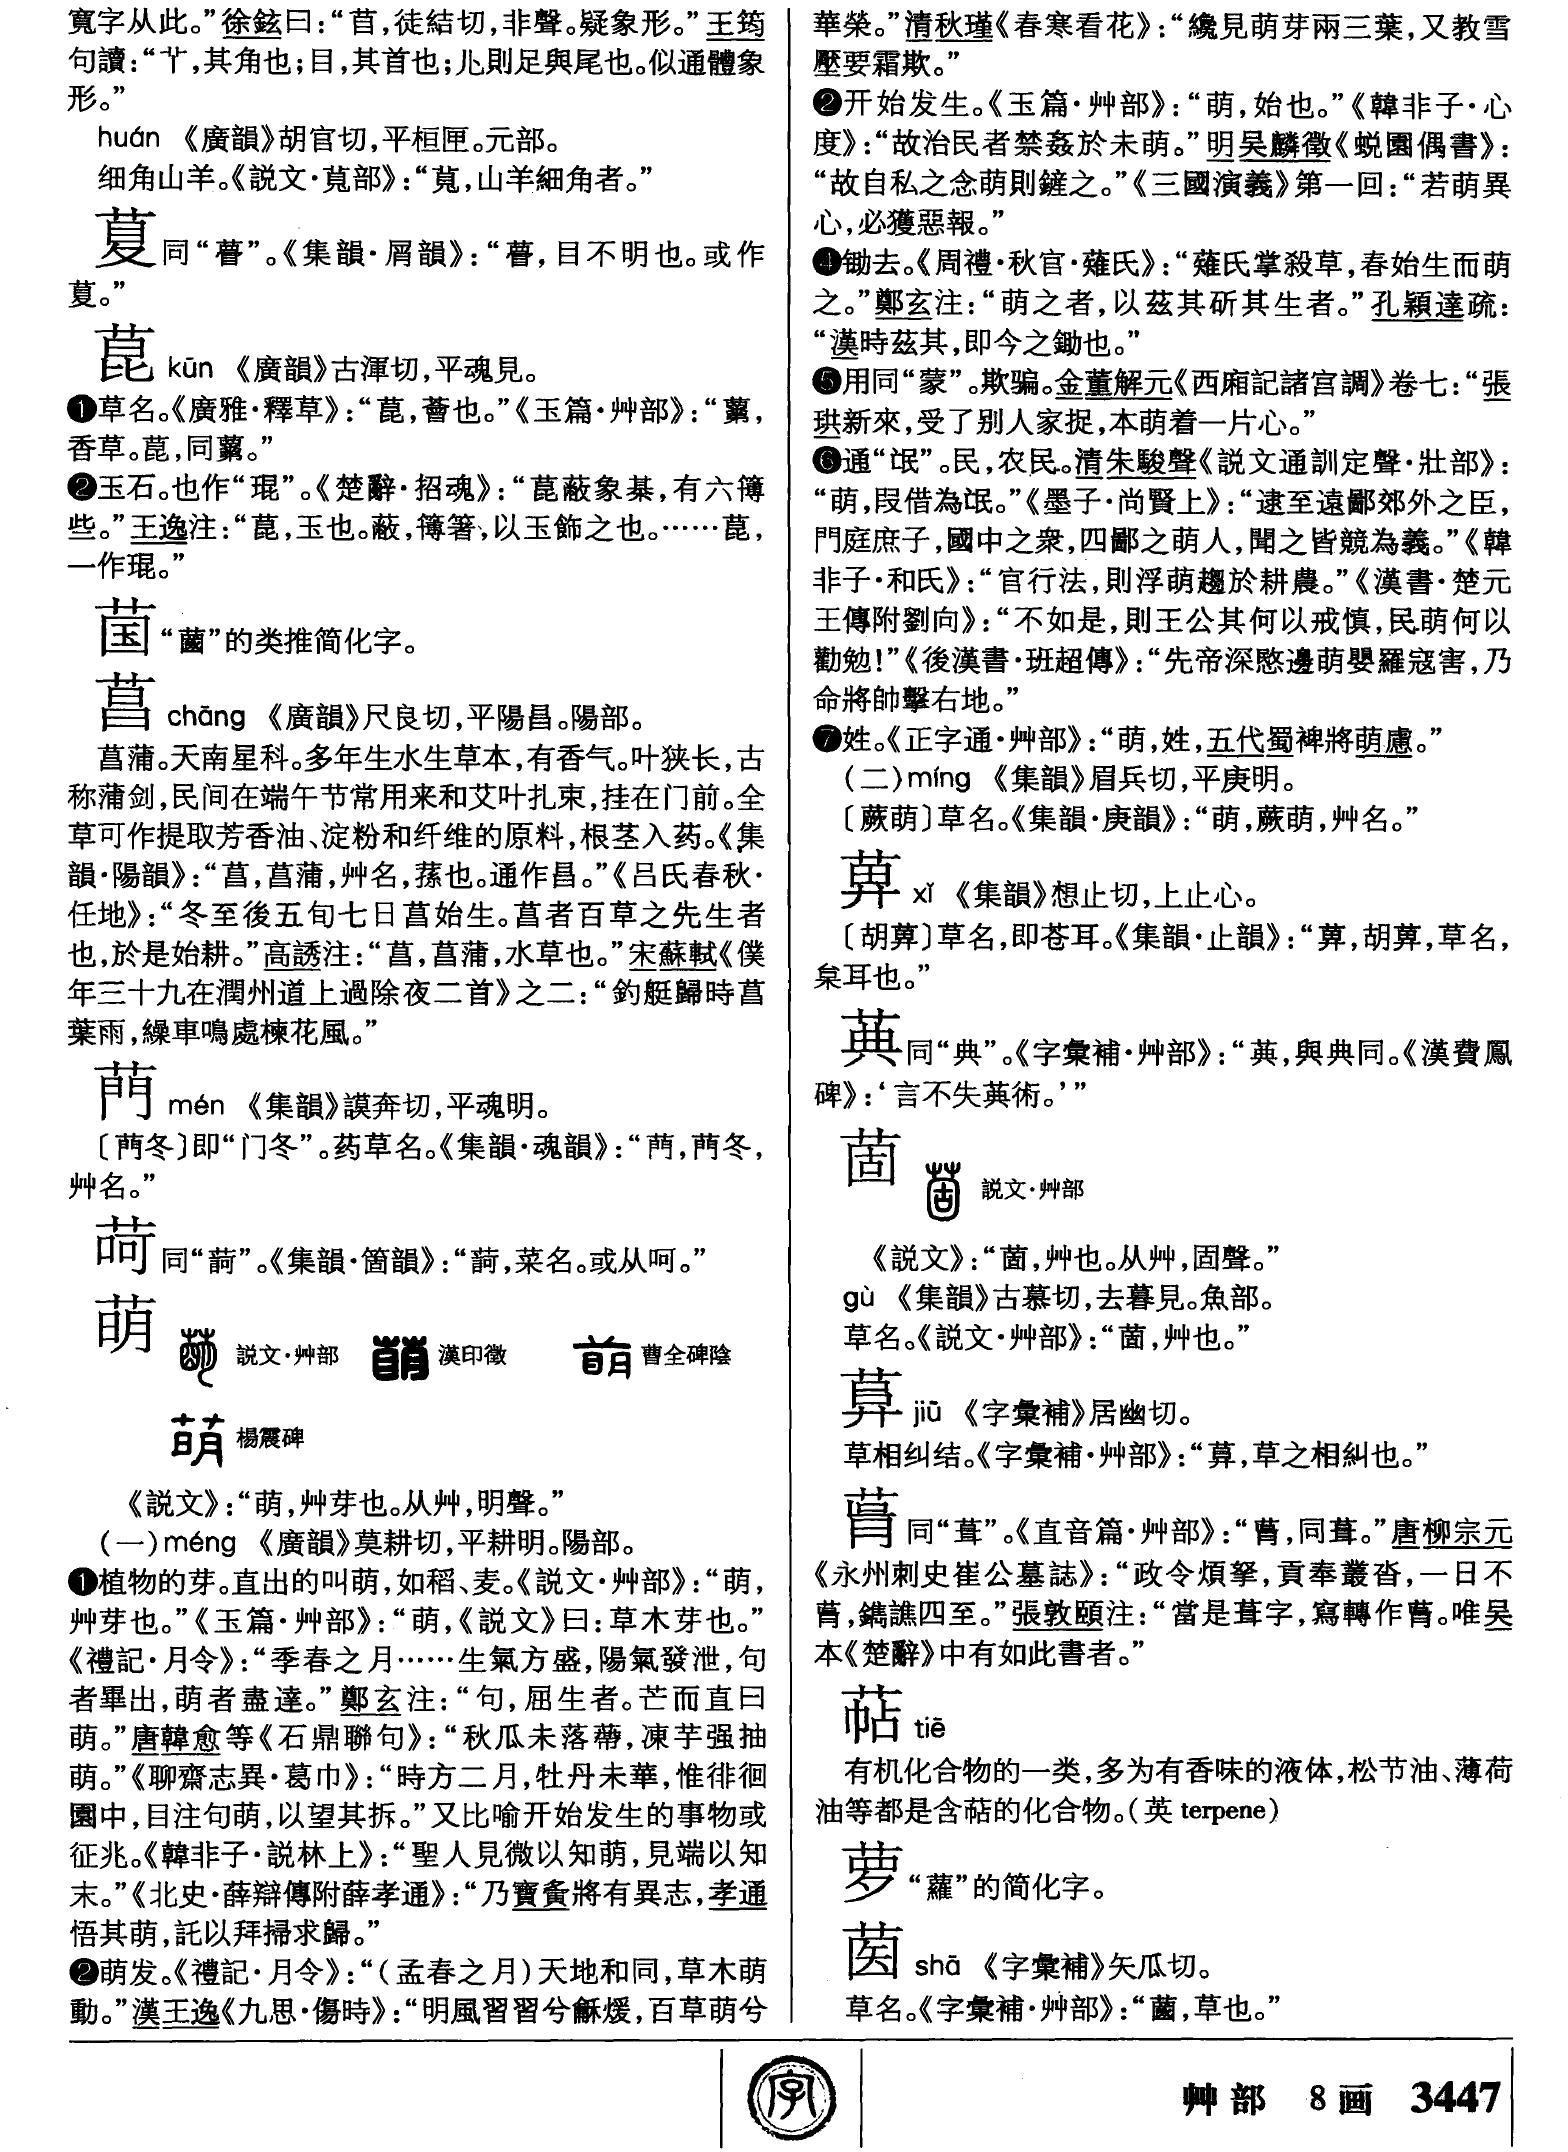 寬字从此。”徐鉉曰：“苜，徒結切，非聲。疑象形。”王筠
句讀：“丫，其角也；目，其首也；儿則足與尾也。似通體象
形。”
huán 《廣韻》胡官切，平桓匣。元部。
细角山羊。《説文·萈部》：“萈，山羊細角者。”
同“瞢”。《集韻·屑韻》：“瞢，目不明也。或作
菎 kūn 《廣韻》古渾切，平魂見。
❶草名。《廣雅·釋草》：“菎，薈也。”《玉篇·艸部》：“蘱，
香草。菎，同蘱。”
❷玉石。也作“琨”。《楚辭·招魂》：“菎蔽象棊，有六簙
些。”王逸注：“菎，玉也。蔽，簙箸，以玉飾之也。……菎，
一作琨。”
“薗”的类推简化字。
菖 chāng 《廣韻》尺良切，平陽昌。陽部。
菖蒲。天南星科。多年生水生草本，有香气。叶狭长，古
称蒲剑，民间在端午节常用来和艾叶扎束，挂在门前。全
草可作提取芳香油、淀粉和纤维的原料，根茎入药。《集
韻·陽韻》：“菖，菖蒲，艸名，蓀也。通作昌。”《吕氏春秋·
任地》：“冬至後五旬七日菖始生。菖者百草之先生者
也，於是始耕。”高誘注：“菖，菖蒲，水草也。”宋蘇軾《僕
年三十九在潤州道上過除夜二首》之二：“釣艇歸時菖
葉雨，繰車鳴處楝花風。”
菛 mén 《集韻》謨奔切，平魂明。
〔菛冬〕即“门冬”。药草名。《集韻·魂韻》：“菛，菛冬，
艸名。”
同“蒚”。《集韻·箇韻》：“菜名。或从呵。”
萌 説文·艸部 漢印徵 曹全碑陰
楊震碑
《説文》：“萌，艸芽也。从艸，明聲。”
（一）méng 《廣韻》莫耕切，平耕明。陽部。
❶植物的芽。直出的叫萌，如稻、麦。《説文·艸部》：“萌，
艸芽也。”《玉篇·艸部》：“萌，《説文》曰：草木芽也。”
《禮記·月令》：“季春之月……生氣方盛，陽氣發泄，句
者畢出，萌者盡達。”鄭玄注：“句，屈生者。芒而直曰
萌。”唐韓愈等《石鼎聯句》：“秋瓜未落蒂，凍芋强抽
萌。”《聊齋志異·葛巾》：“時方二月，牡丹未華，惟徘徊
園中，目注句萌，以望其拆。”又比喻开始发生的事物或
征兆。《韓非子·説林上》：“聖人見微以知萌，見端以知
末。”《北史·薛辯傳附薛孝通》：“乃寶夤將有異志，孝通
悟其萌，託以拜掃求歸。”
❷萌发。《禮記·月令》：“（孟春之月）天地和同，草木萌
動。”漢王逸《九思·傷時》：“明風習習兮龢煖，百草萌兮
華榮。”清秋瑾《春寒看花》：“纔見萌芽兩三葉，又教雪
壓要霜欺。”
❷开始发生。《玉篇·艸部》：“萌，始也。”《韓非子·心
度》：“故治民者禁姦於未萌。”明吴麟徵《蜕園偶書》：
“故自私之念萌則鏟之。”《三國演義》第一回：“若萌異
心，必獲惡報。”
❹锄去。《周禮·秋官·薙氏》：“薙氏掌殺草，春始生而萌
之。”鄭玄注：“萌之者，以兹其斫其生者。”孔穎達疏：
“漢時兹其，即今之鋤也。”
❺用同“蒙”。欺骗。金董解元《西廂記諸宫調》卷七：“張
珙新來，受了别人家捉，本萌着一片心。”
❻通“氓”。民，农民。清朱駿聲《説文通訓定聲·壯部》：
“萌，叚借為氓。”《墨子·尚賢上》：“逮至遠鄙郊外之臣，
門庭庶子，國中之衆，四鄙之萌人，聞之皆競為義。”《韓
非子·和氏》：“官行法，則浮萌趨於耕農。”《漢書·楚元
王傳附劉向》：“不如是，則王公其何以戒慎，民萌何以
勸勉！”《後漢書·班超傳》：“先帝深愍邊萌嬰羅寇害，乃
命將帥擊右地。”
❼姓。《正字通·艸部》：“萌，姓，五代蜀裨將萌慮。”
（二）míng 《集韻》眉兵切，平庚明。
〔蕨萌〕草名。《集韻·庚韻》：“萌，蕨萌，艸名。”
xǐ 《集韻》想止切，上止心。
〔胡萛〕草名，即苍耳。《集韻·止韻》：“萛，胡萛，草名，
枲耳也。”
䓦同“典”。《字彙補·艸部》：“䓦，與典同。《漢費鳳
碑》：‘言不失䓦術。’”
菌 説文·艸部
《説文》：“䓢，艸也。从艸，固聲。”
gù 《集韻》古慕切，去暮見。魚部。
草名。《説文·艸部》：“䓢，艸也。”
jiū 《字彙補》居幽切。
草相纠结。《字彙補·艸部》：“草之相糾也。”
同“葺”。《直音篇·艸部》：“同葺。”唐柳宗元
《永州刺史崔公墓誌》：“政令煩拏，貢奉叢沓，一日不
鐫譙四至。”張敦頤注：“當是葺字，寫轉作。唯吴
本《楚辭》中有如此書者。”
萜 tiē
有机化合物的一类，多为有香味的液体，松节油、薄荷
油等都是含萜的化合物。（英 terpene）
萝 “蘿”的简化字。
shā 《字彙補》矢瓜切。
草名。《字彙補·艸部》：“草也。”
字
艸部 8画 3447